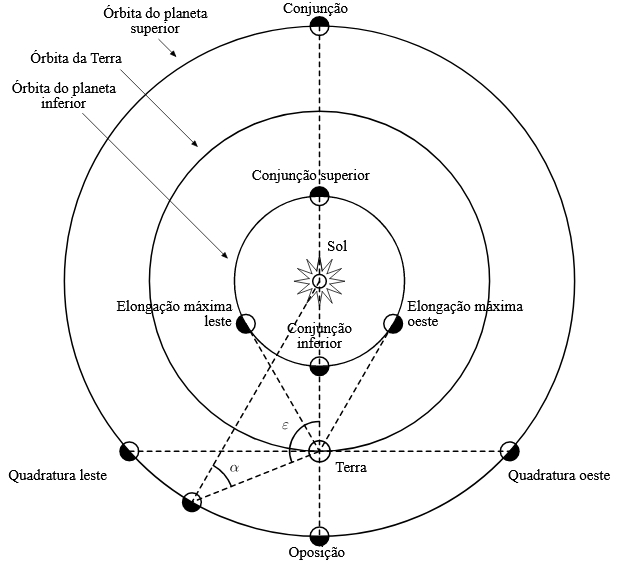 Conjunção
Órbita do planeta
superior
Órbita da Terra
Órbita do planeta
inferior
Conjunção superior
Sol
Elongação máxima
leste
Elongação máxima
oeste
Conjunção
inferior
ε
α
Terra
Quadratura leste
Quadratura oeste
Oposição